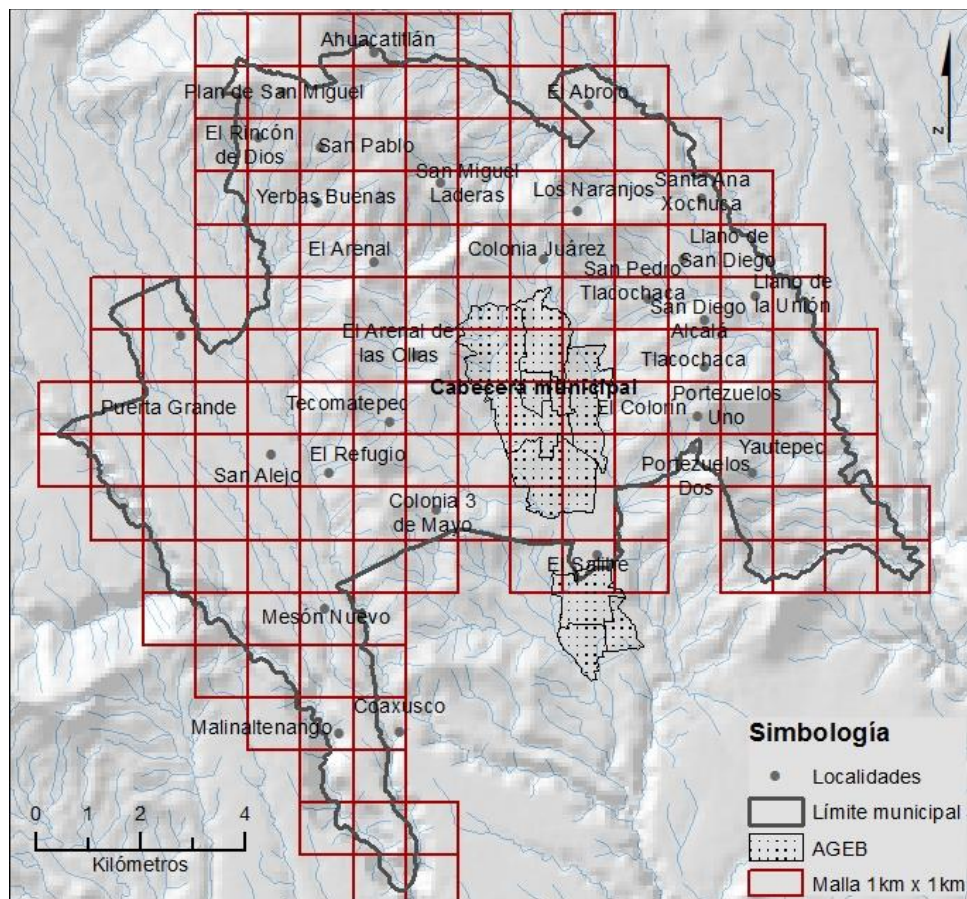 Ahuacatitlán
Plan de San Miguel
El Abrojo
El Rincón
de Dios
San Pablo
San Miguel
Laderas
Yerbas Buenas
Los Naranjos
Santa Ana
Xochusa
El Arenal
Colonia Juárez
Llano de
San Diego
San Pedro
Tlacochaca
Llano de
la Unión
San Diego
Alcalá
El Arenal de
las Ollas
Tlacochaca
Cabecera municipal
Puerta Grande
Tecomatepec
El Colorín
Portezuelos
Uno
San Alejo
El Refugio
Portezuelos
Dos
Yautepec
Colonia 3
de Mayo
El Salitre
Mesón Nuevo
Malinaltenango
Coaxusco
N
0 1 2 4
Kilómetros
Simbología
Localidades
Límite municipal
AGEB
Malla 1km x 1km